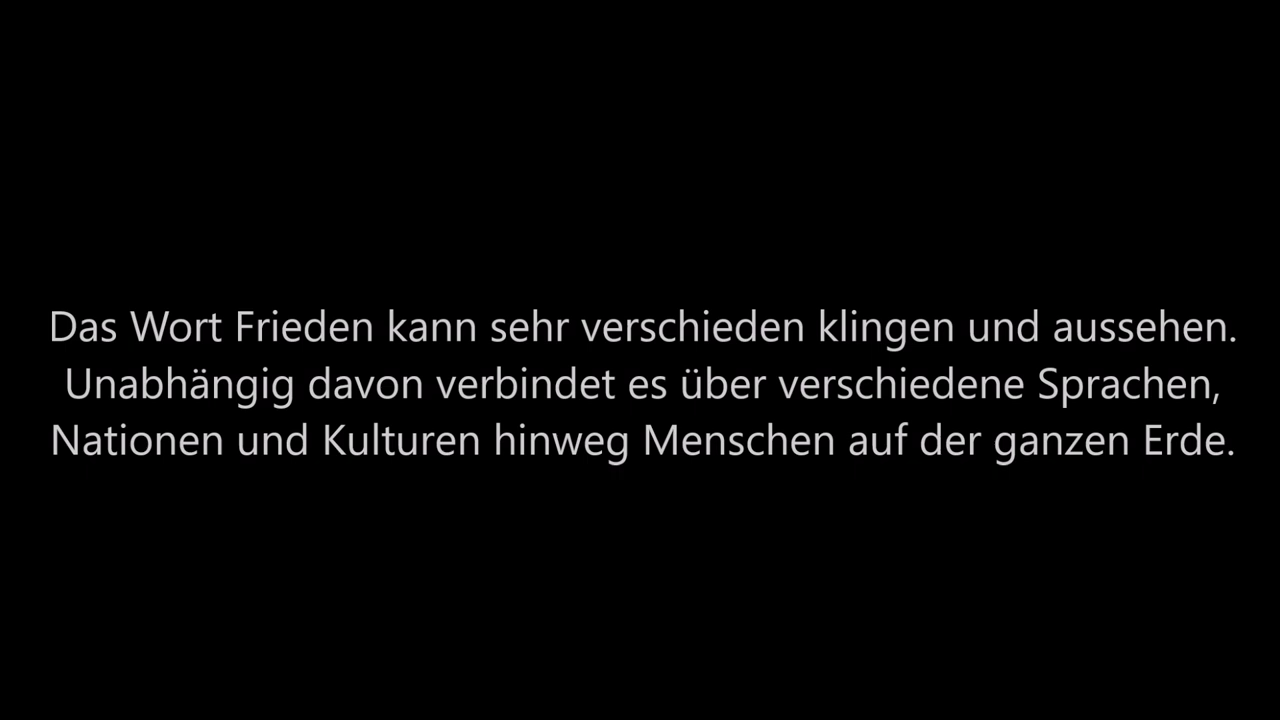 Das Wort Frieden kann sehr verschieden klingen und aussehen.
Unabhängig davon verbindet es über verschiedene Sprachen,
Nationen und Kulturen hinweg Menschen auf der ganzen Erde.